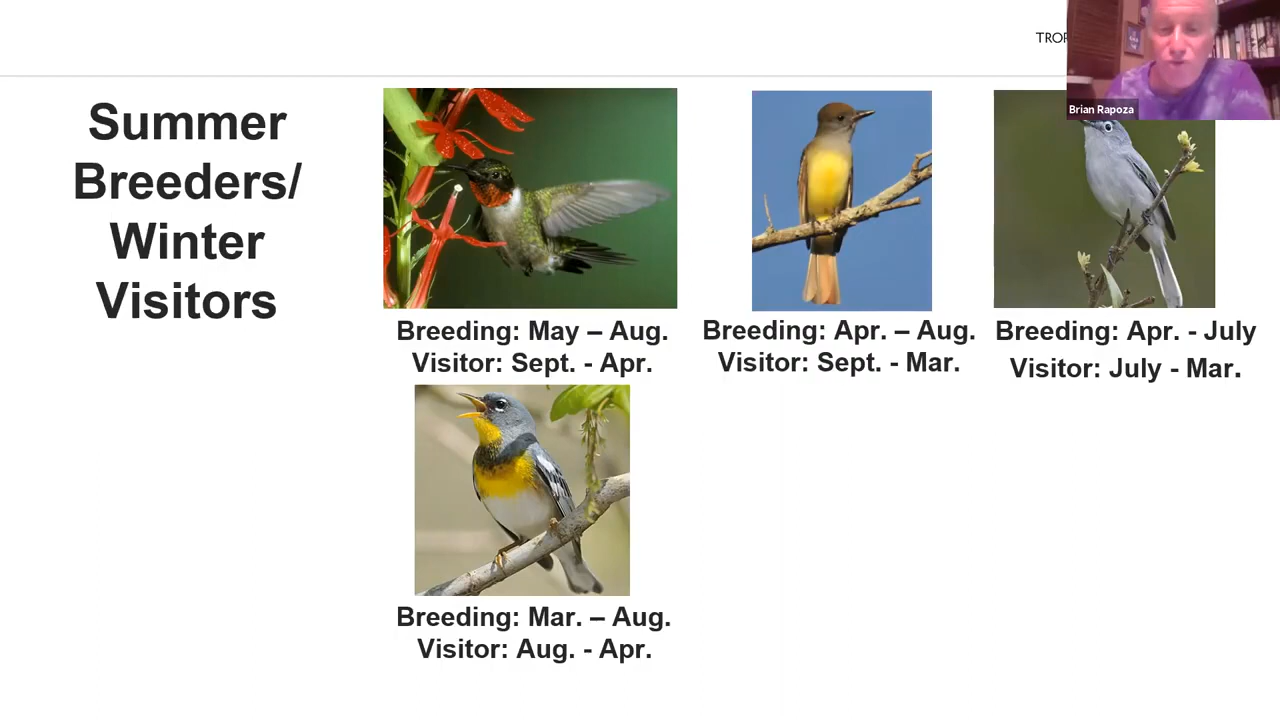 Brian Rapoza
Summer
Breeders/
Winter
Visitors
Breeding: May – Aug.
Visitor: Sept. - Apr.
Breeding: Apr. – Aug.
Visitor: Sept. - Mar.
Breeding: Apr. - July
Visitor: July - Mar.
Breeding: Mar. – Aug.
Visitor: Aug. - Apr.